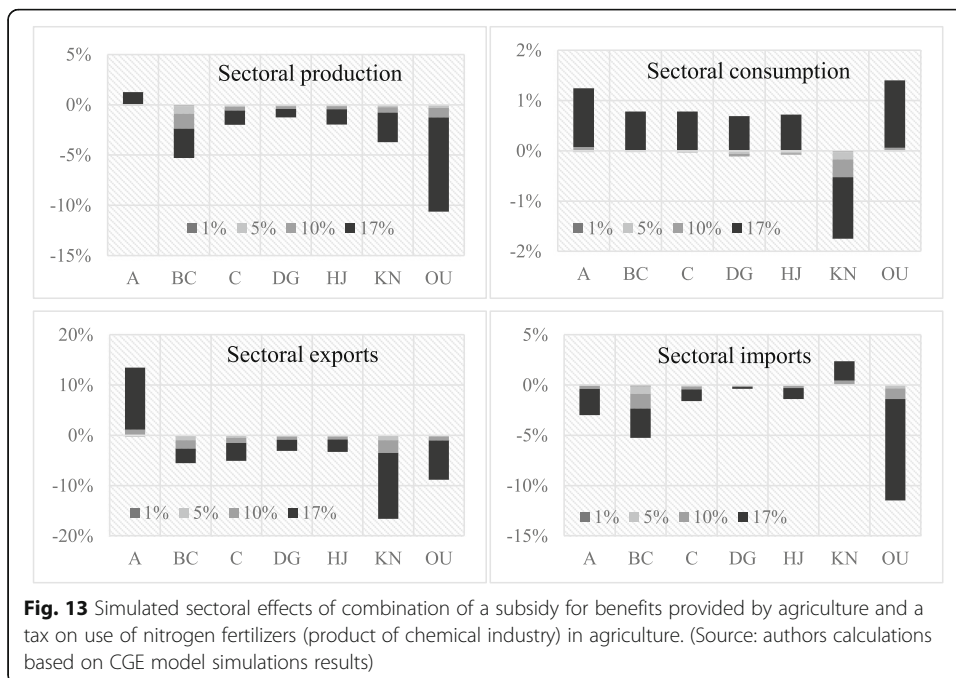 5%
0%
-5%
-10%
-15%
Sectoral production
1% 5% 10% 17%
A BC C DG HJ KN OU
2%
1%
0%
-1%
-2%
Sectoral consumption
1% 5% 10% 17%
A BC C DG HJ KN OU
20%
10%
0%
-10%
-20%
Sectoral exports
1% 5% 10% 17%
A BC C DG HJ KN OU
5%
0%
-5%
-10%
-15%
Sectoral imports
1% 5% 10% 17%
A BC C DG HJ KN OU
Fig. 13 Simulated sectoral effects of combination of a subsidy for benefits provided by agriculture and a
tax on use of nitrogen fertilizers (product of chemical industry) in agriculture. (Source: authors calculations
based on CGE model simulations results)